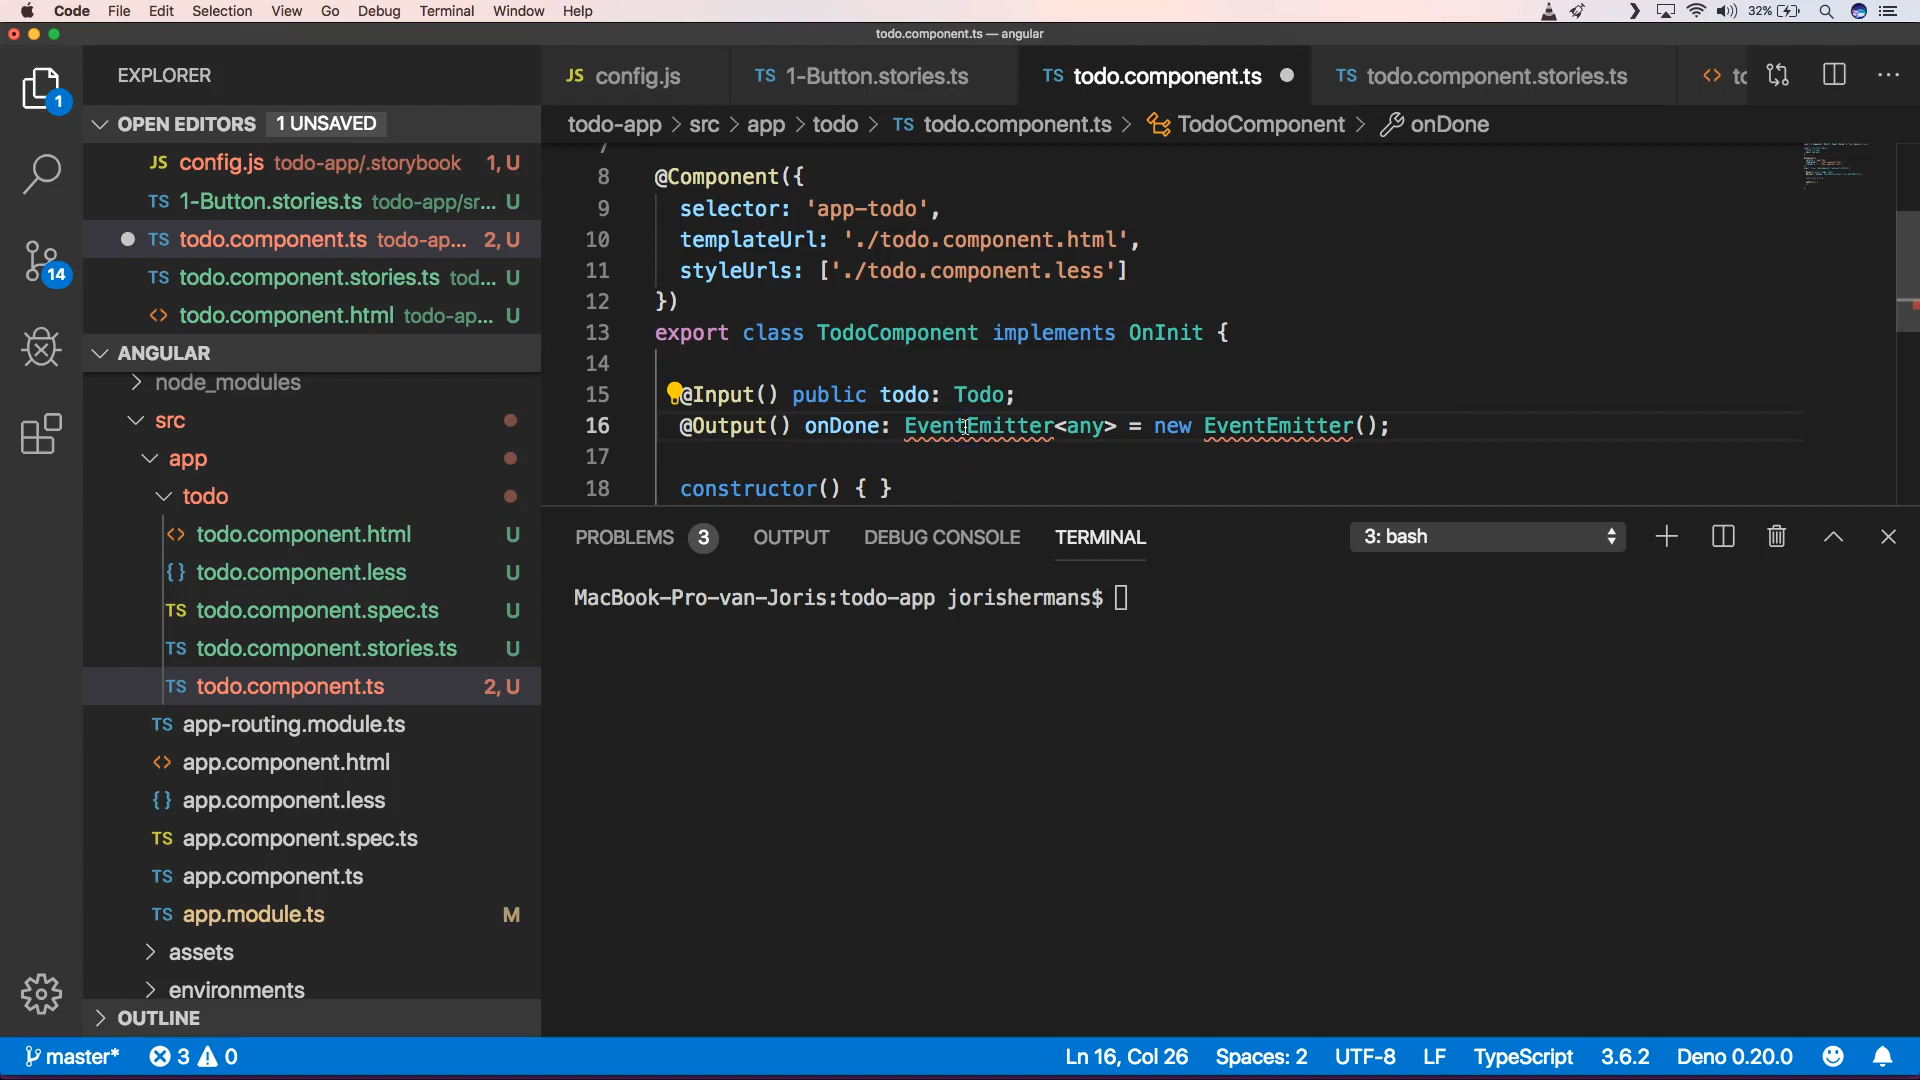 Code File Edit Selection View Go Debug Terminal Window Help 32%
todo.component.ts — angular
EXPLORER
1
OPEN EDITORS 1 UNSAVED
JS config.js todo-app/.storybook 1, U
TS 1-Button.stories.ts todo-app/sr... U
TS todo.component.ts todo-ap... 2, U
TS todo.component.stories.ts tod... U
<> todo.component.html todo-ap... U
14
ANGULAR
node_modules
src
app
todo
<> todo.component.html U
{} todo.component.less U
TS todo.component.spec.ts U
TS todo.component.stories.ts U
TS todo.component.ts 2, U
TS app-routing.module.ts
<> app.component.html
{} app.component.less
TS app.component.spec.ts
TS app.component.ts
TS app.module.ts M
assets
environments
OUTLINE
JS config.js TS 1-Button.stories.ts TS todo.component.ts TS todo.component.stories.ts <> tc
todo-app > src > app > todo > TS todo.component.ts > TodoComponent > onDone
7
8 @Component({
9 selector: 'app-todo',
10 templateUrl: './todo.component.html',
11 styleUrls: ['./todo.component.less']
12 })
13 export class TodoComponent implements OnInit {
14
15 @Input() public todo: Todo;
16 @Output() onDone: EventEmitter<any> = new EventEmitter();
17
18 constructor() { }
PROBLEMS 3 OUTPUT DEBUG CONSOLE TERMINAL 3: bash
MacBook-Pro-van-Joris:todo-app jorishermans$
master* 3 0 Ln 16, Col 26 Spaces: 2 UTF-8 LF TypeScript 3.6.2 Deno 0.20.0